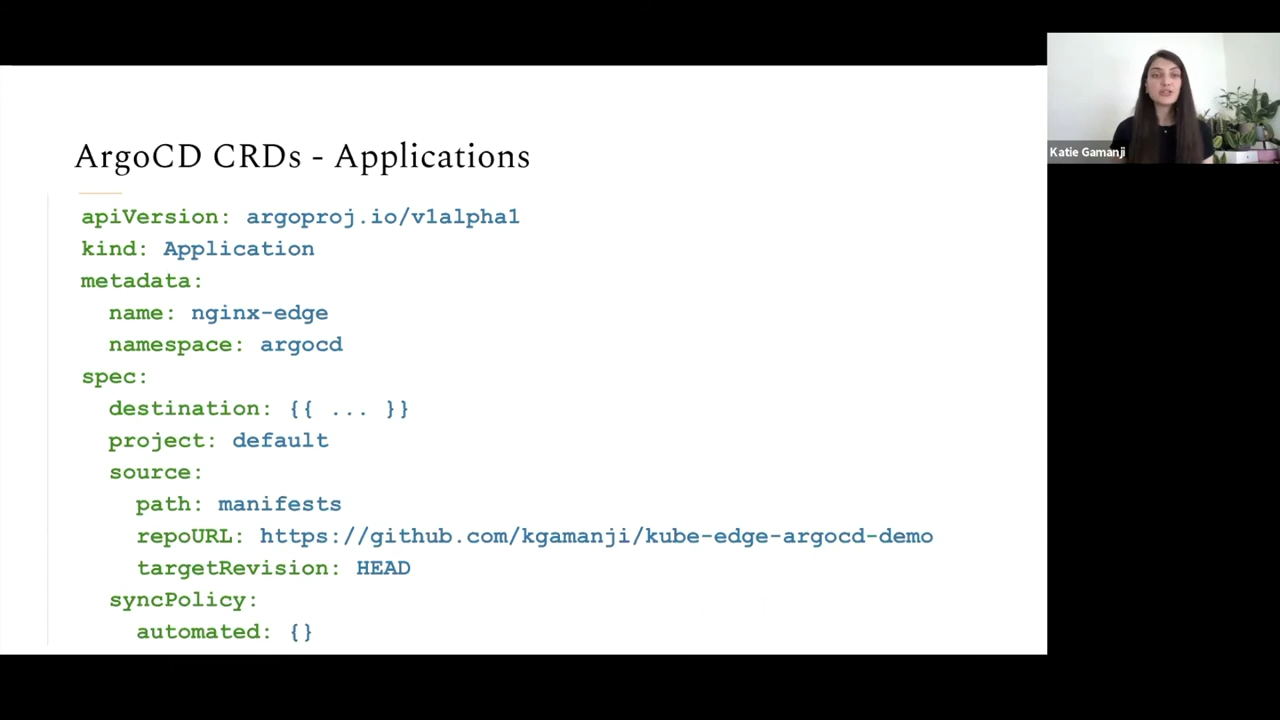 ArgoCD CRDs - Applications
apiVersion: argoproj.io/v1alpha1
kind: Application
metadata:
name: nginx-edge
namespace: argocd
spec:
destination: {{ ... }}
project: default
source:
path: manifests
repoURL: https://github.com/kgamanji/kube-edge-argocd-demo
targetRevision: HEAD
syncPolicy:
automated: {}
Katie Gamanji